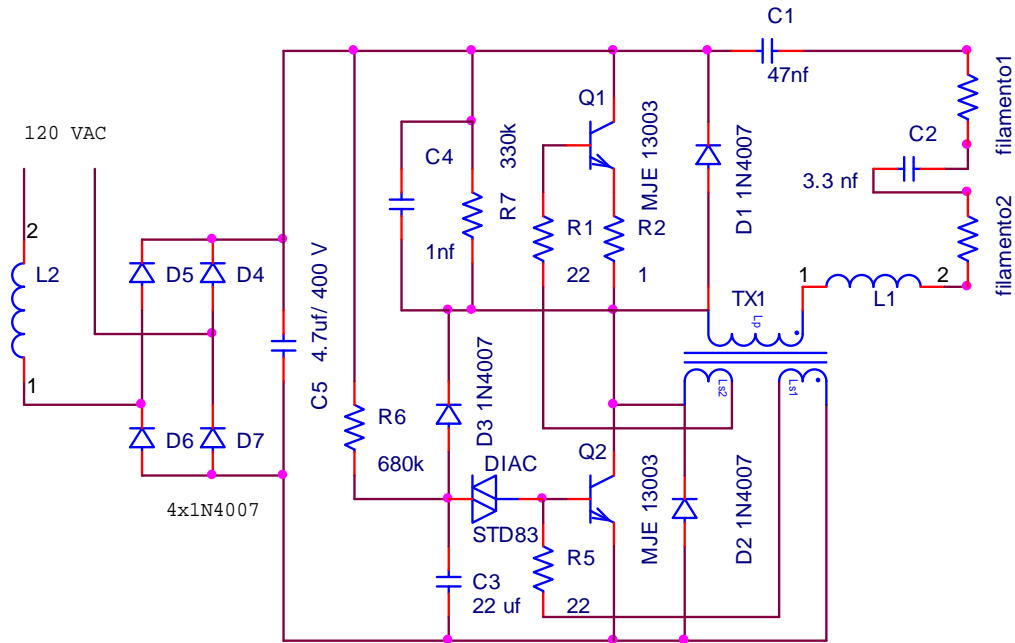 C1
47nf
filamento1
C2
3.3 nf
filamento2
120 VAC
2
L2
1
D5
D4
D6
D7
4x1N4007
C5 4.7uf/ 400 V
R6
680k
C4
1nf
R7 330k
Q1
MJE 13003
R1
22
R2
1
D1 1N4007
TX1
Lp
1
L1
2
Ls2
Ls1
D3 1N4007
DIAC
STD83
Q2
MJE 13003
D2 1N4007
R5
22
C3
22 uf